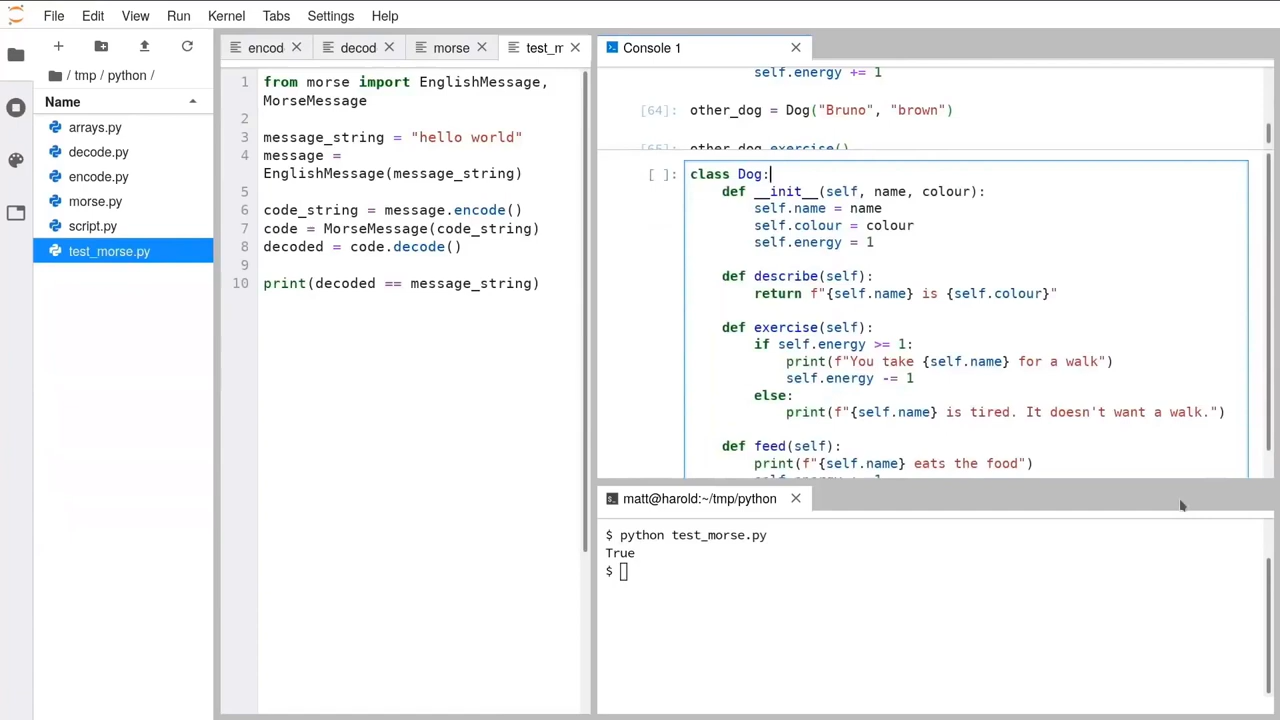 File Edit View Run Kernel Tabs Settings Help
/ tmp / python /
Name
arrays.py
decode.py
encode.py
morse.py
script.py
test_morse.py
encod
decod
morse
test_m
1 from morse import EnglishMessage,
MorseMessage
2
3 message_string = "hello world"
4 message =
EnglishMessage(message_string)
5
6 code_string = message.encode()
7 code = MorseMessage(code_string)
8 decoded = code.decode()
9
10 print(decoded == message_string)
Console 1
self.energy += 1
[64]: other_dog = Dog("Bruno", "brown")
[65]: other_dog.exercise()
[ ]: class Dog:
def __init__(self, name, colour):
self.name = name
self.colour = colour
self.energy = 1
def describe(self):
return f"{self.name} is {self.colour}"
def exercise(self):
if self.energy >= 1:
print(f"You take {self.name} for a walk")
self.energy -= 1
else:
print(f"{self.name} is tired. It doesn't want a walk.")
def feed(self):
print(f"{self.name} eats the food")
matt@harold:~/tmp/python
$ python test_morse.py
True
$